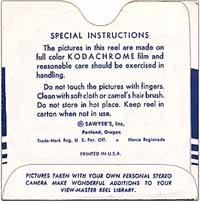 SPECIAL INSTRUCTIONS
The pictures in this reel are made on
full color KODACHROME film and
reasonable care should be exercised in
handling.
Do not touch the pictures with fingers.
Clean with soft cloth or camel's hair brush.
Do not store in hot place. Keep reel in
carton when not in use.
® SAWYER'S, Inc.
Portland, Oregon
Trade-Mark Reg. U. S. Pat. Off. • Marca Registrada
PRINTED IN U.S.A.
PICTURES TAKEN WITH YOUR OWN PERSONAL STEREO
CAMERA MAKE WONDERFUL ADDITIONS TO YOUR
VIEW-MASTER REEL LIBRARY.